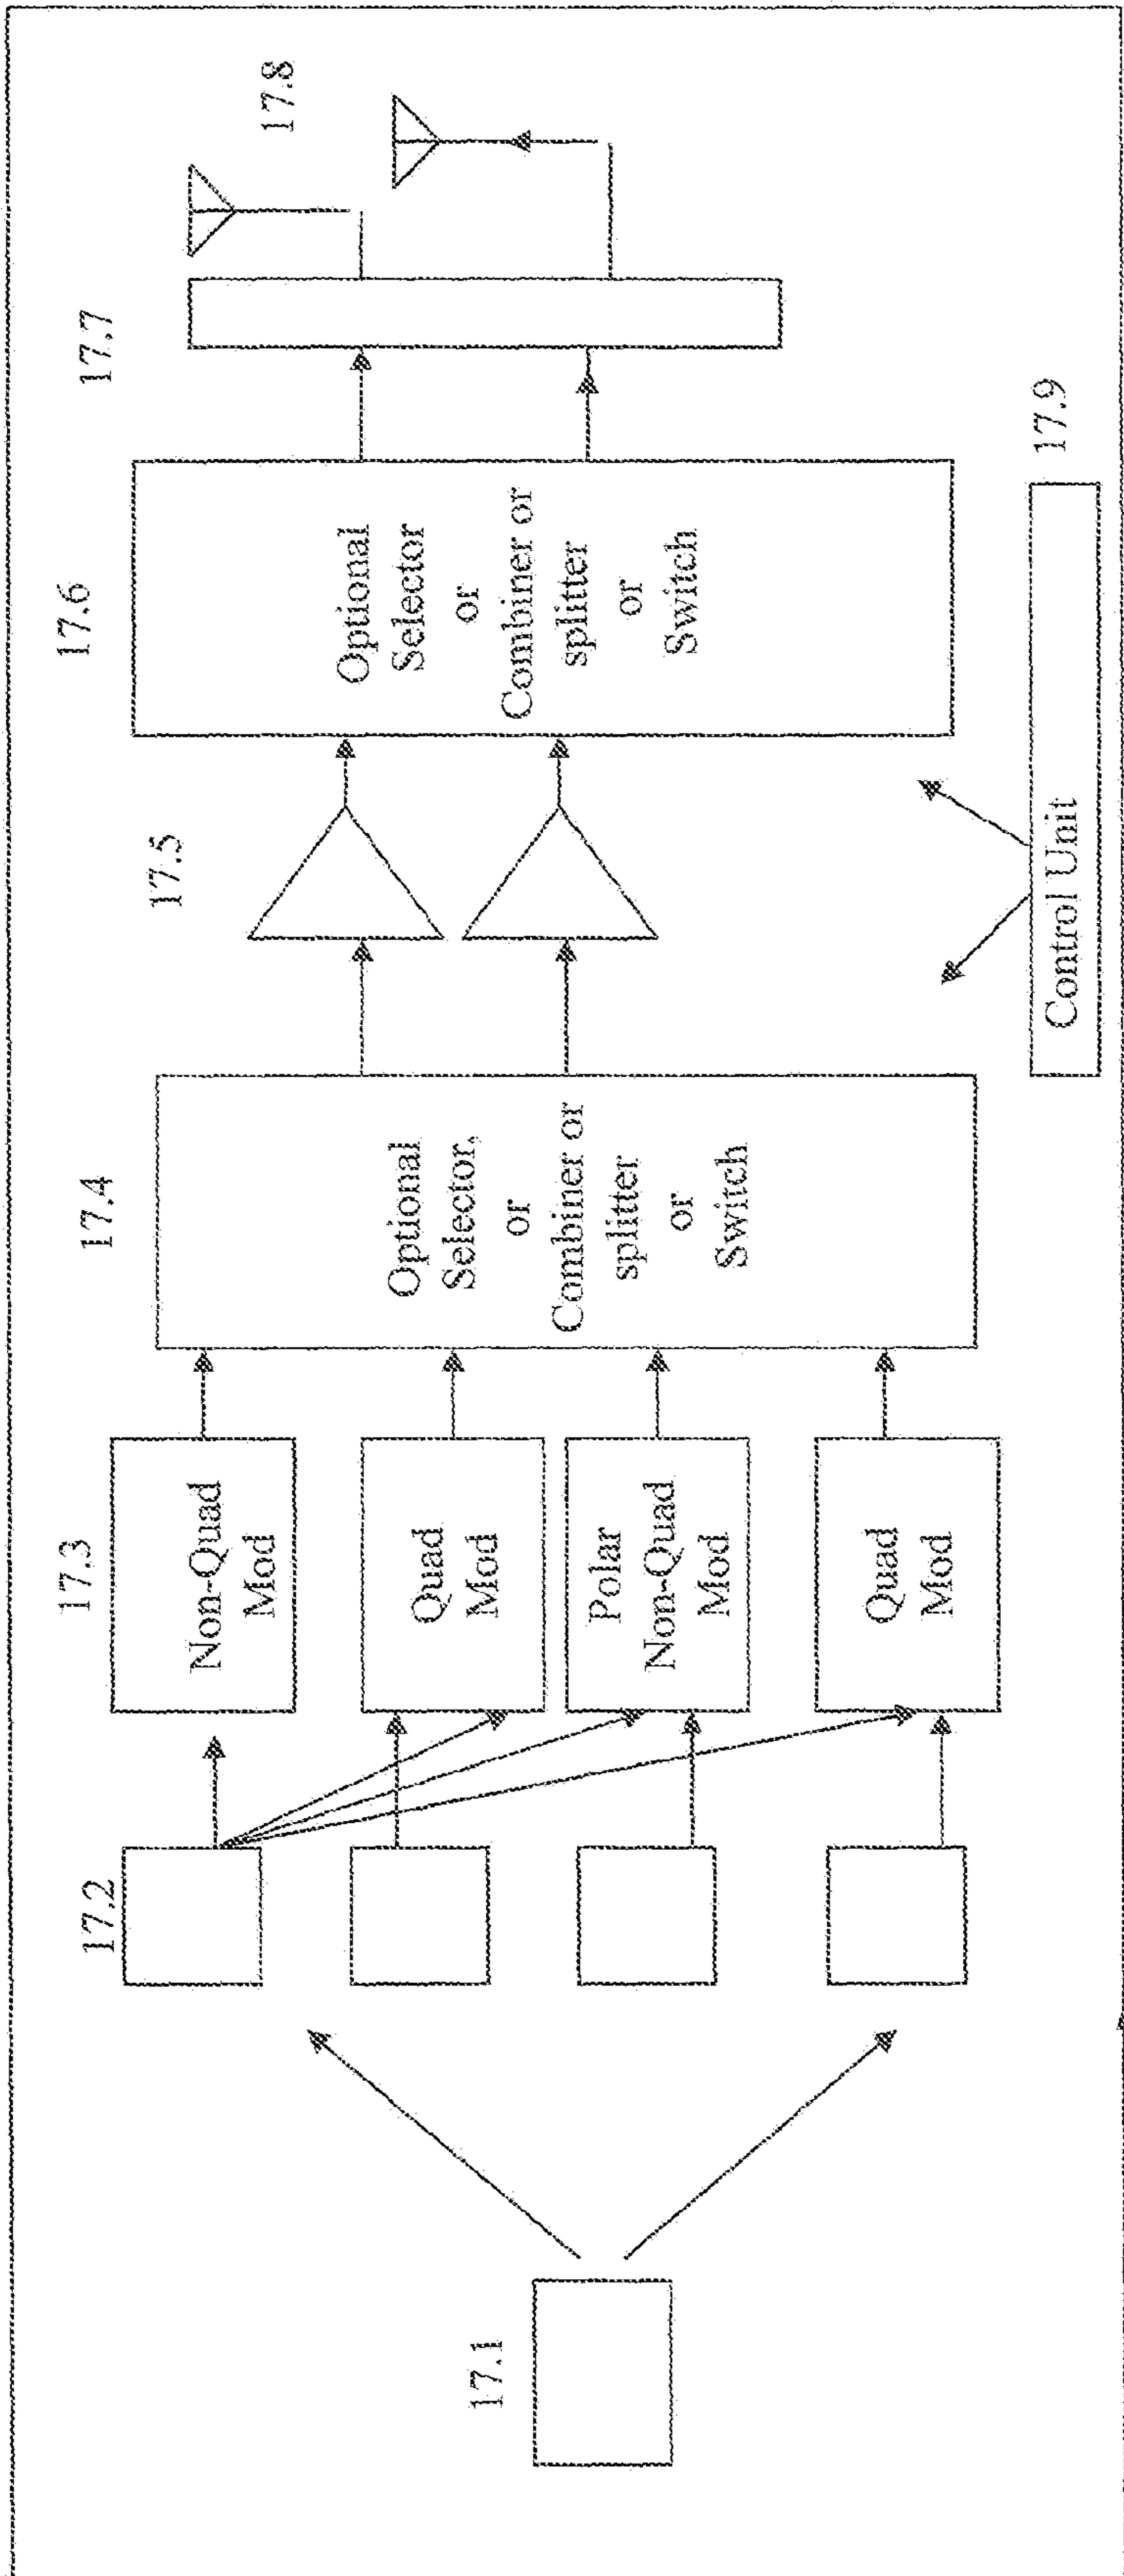 17.1
17.2
17.3
Non-Quad
Mod
Quad
Mod
Polar
Non-Quad
Mod
Quad
Mod
17.4
Optional
Selector,
or
Combiner or
splitter
or
Switch
17.5
17.6
Optional
Selector
or
Combiner or
splitter
or
Switch
17.7
17.8
Control Unit
17.9